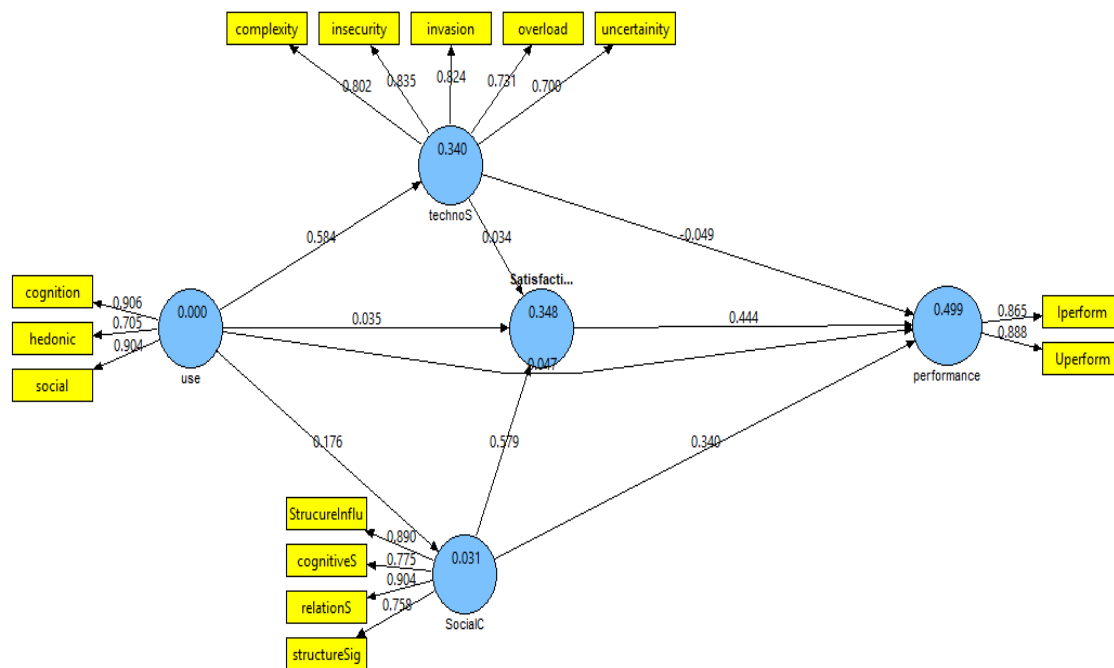 complexity insecurity invasion overload uncertainity
0.802 0.835 0.824 0.731 0.700
0.340
technoS
0.584 0.034 -0.049
cognition
hedonic
social
0.906
0.705
0.904
0.000
use
0.035
Satisfacti...
0.348
0.444
0.047
0.499
performance
0.865
0.888
Iperform
Uperform
0.176 0.579 0.340
StrucureInflu
cognitiveS
relationS
structureSig
0.890
0.775
0.904
0.758
0.031
SocialC